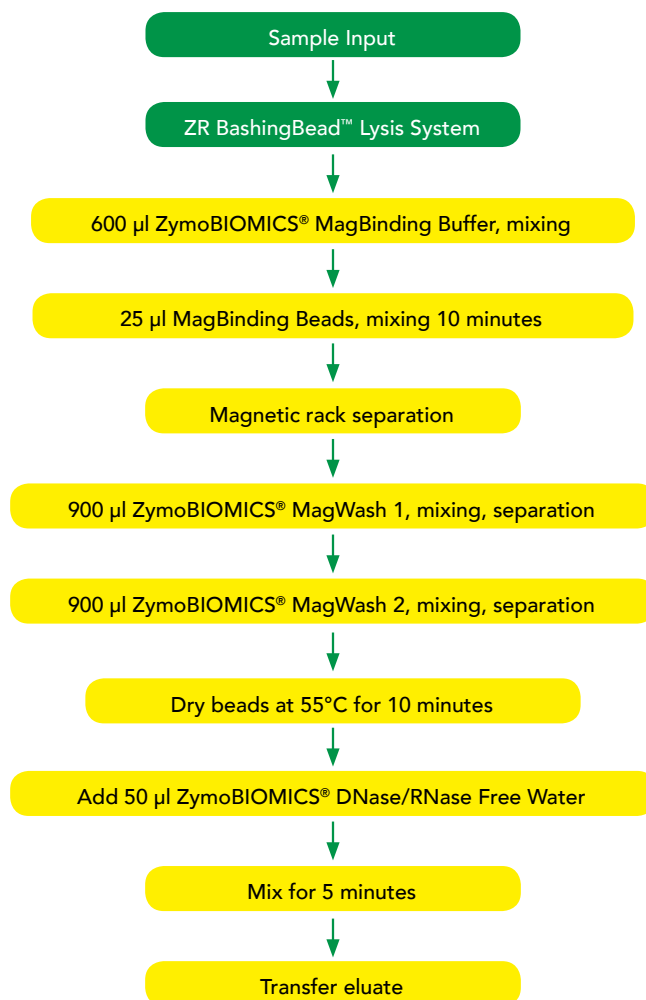 Sample Input
ZR BashingBead™ Lysis System
600 µl ZymoBIOMICS® MagBinding Buffer, mixing
25 µl MagBinding Beads, mixing 10 minutes
Magnetic rack separation
900 µl ZymoBIOMICS® MagWash 1, mixing, separation
900 µl ZymoBIOMICS® MagWash 2, mixing, separation
Dry beads at 55°C for 10 minutes
Add 50 µl ZymoBIOMICS® DNase/RNase Free Water
Mix for 5 minutes
Transfer eluate